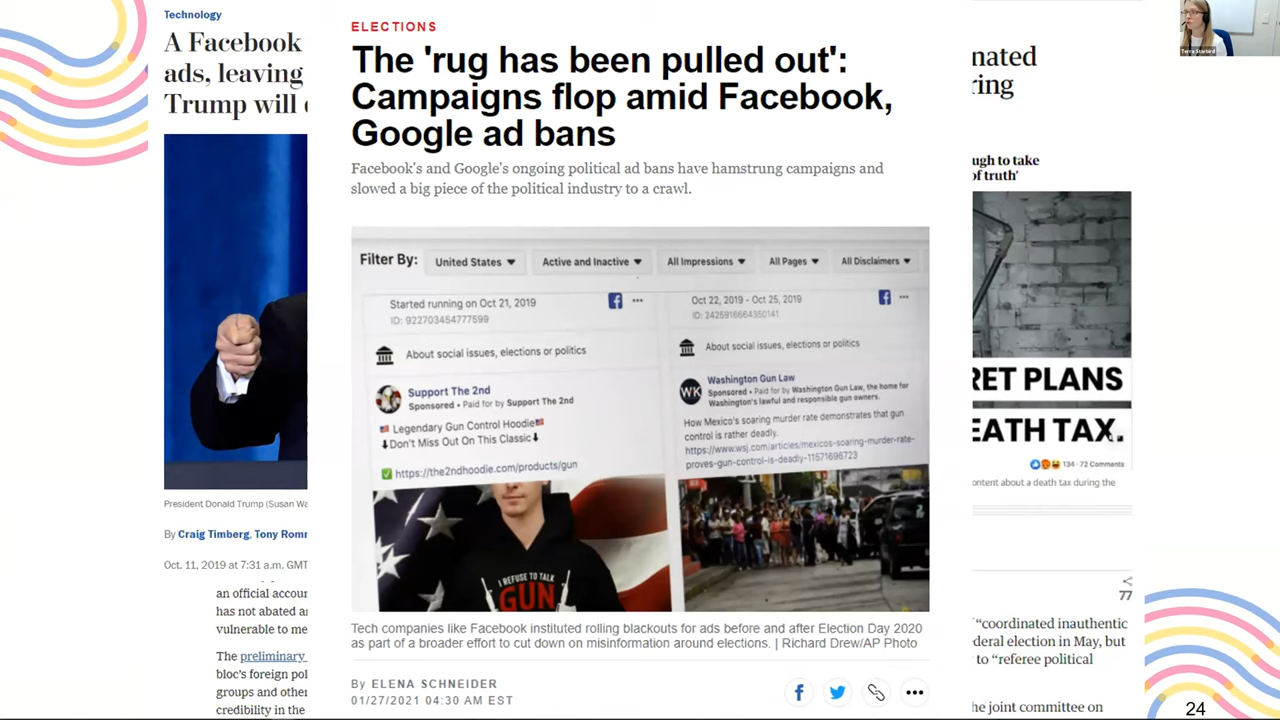 Technology
A Facebook
ads, leaving
Trump will
President Donald Trump (Susan
By Craig Timberg, Tony
Oct. 11, 2019 at 7:31 a.m. GMT
an official
has not abated
vulnerable to
The preliminary
bloc's foreign
groups and other
credibility in the
ELECTIONS
The 'rug has been pulled out':
Campaigns flop amid Facebook,
Google ad bans
Facebook's and Google's ongoing political ad bans have hamstrung campaigns and
slowed a big piece of the political industry to a crawl.
Filter By: United States Active and Inactive All Impressions All Pages All Disclaimers
Started running on Oct 21, 2019
ID: 922703454777599
About social issues, elections or politics
Support The 2nd
Sponsored • Paid for by Support The 2nd
Legendary Gun Control Hoodie
Don't Miss Out On This Classic
https://the2ndhoodie.com/products/gun
I REFUSE TO TALK
GUN
Oct 22, 2019 - Oct 25, 2019
ID: 2425916664350141
About social issues, elections or politics
WK
Washington Gun Law
Sponsored • Paid for by Washington Gun Law, the home for
Washington's lawful and responsible gun owners.
How Mexico's soaring murder rate demonstrates that gun
control is rather deadly.
https://www.wsj.com/articles/mexicos-soaring-murder-rate-
proves-gun-control-is-deadly-11571696723
Tech companies like Facebook instituted rolling blackouts for ads before and after Election Day 2020
as part of a broader effort to cut down on misinformation around elections. | Richard Drew/AP Photo
By ELENA SCHNEIDER
01/27/2021 04:30 AM EST
nated
ring
ugh to take
of truth'
RET PLANS
EATH TAX.
134 · 72 Comments
ontent about a death tax during the
77
"coordinated inauthentic
deral election in May, but
to "referee political
he joint committee on
24